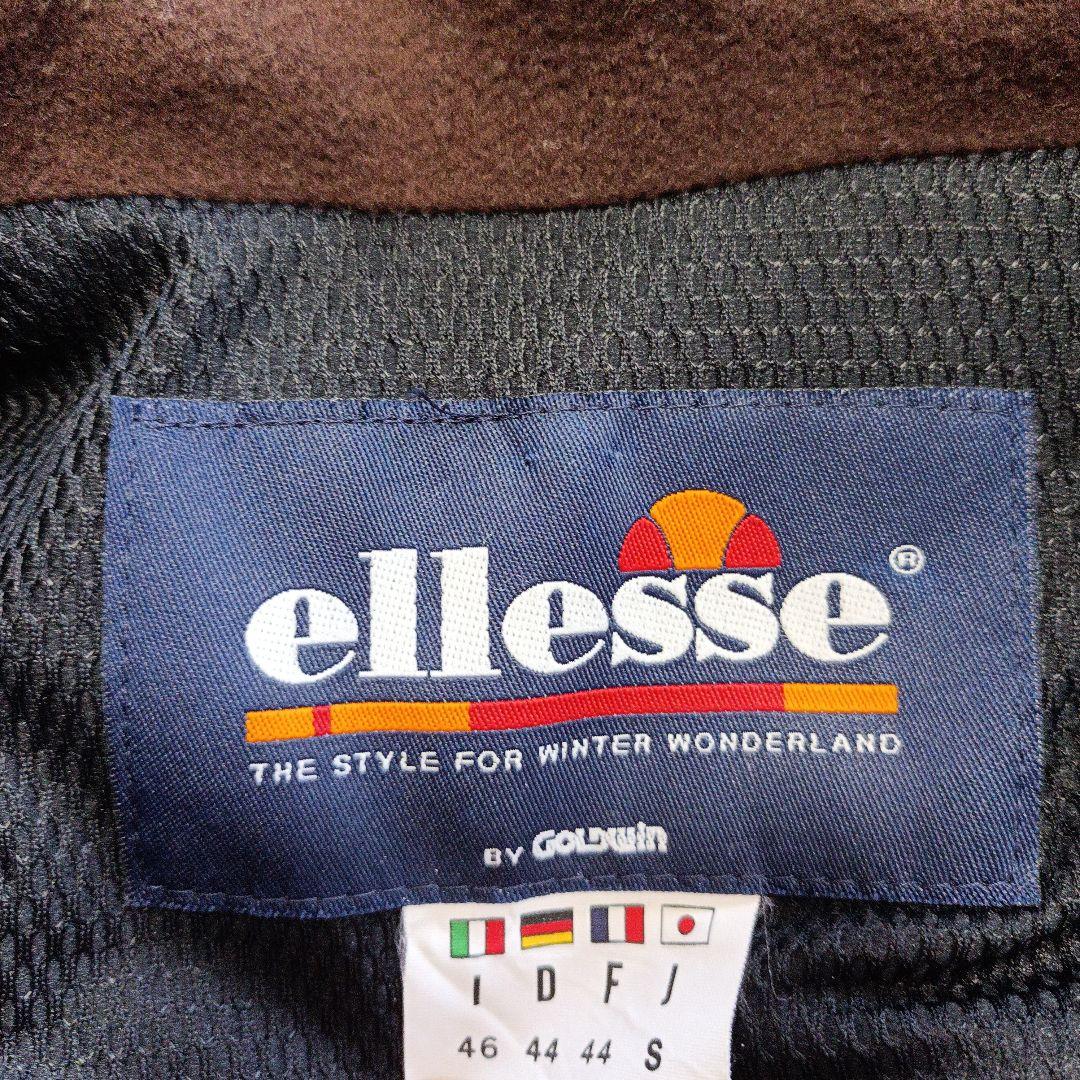 ellesse®
THE STYLE FOR WINTER WONDERLAND
BY GOLDWIN
I D F J
46 44 44 S